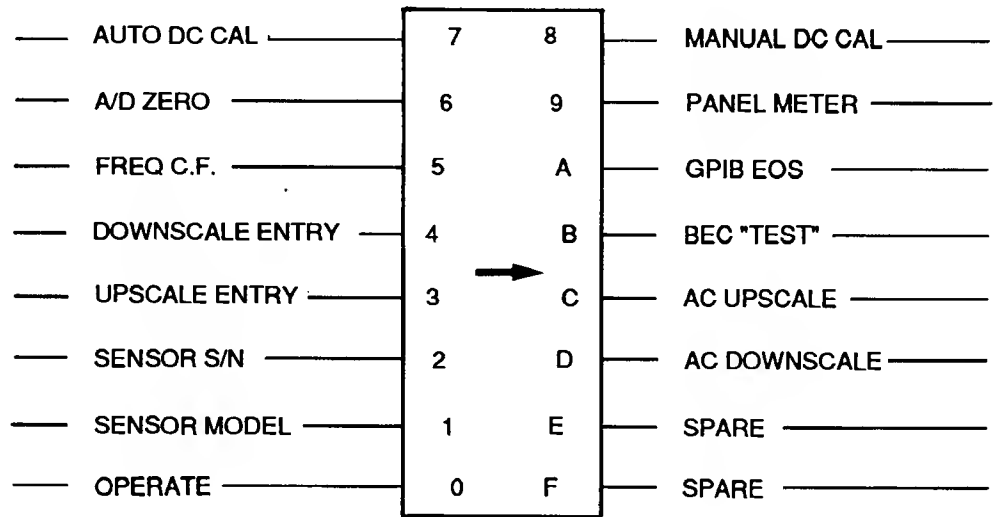 AUTO DC CAL 7 8 MANUAL DC CAL
A/D ZERO 6 9 PANEL METER
FREQ C.F. 5 A GPIB EOS
DOWNSCALE ENTRY 4 B BEC "TEST"
UPSCALE ENTRY 3 C AC UPSCALE
SENSOR S/N 2 D AC DOWNSCALE
SENSOR MODEL 1 E SPARE
OPERATE 0 F SPARE